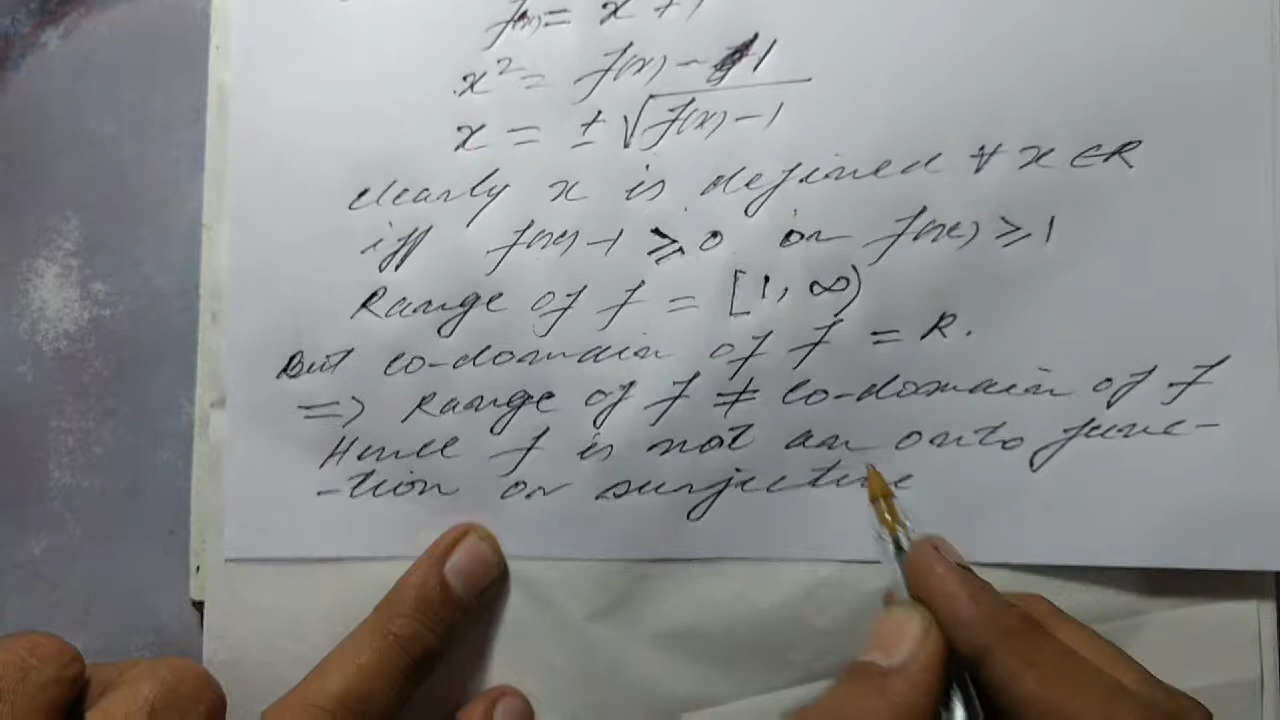 f(x) = x + 1
x² = f(x) - 1
x = ± √f(x) - 1
clearly x is defined ∀ x ∈ R
iff f(x) - 1 ⩾ 0 or f(x) ⩾ 1
Range of f = [1, ∞)
But co-domain of f = R.
=> Range of f ≠ co-domain of f
Hence f is not an onto func-
-tion or surjective